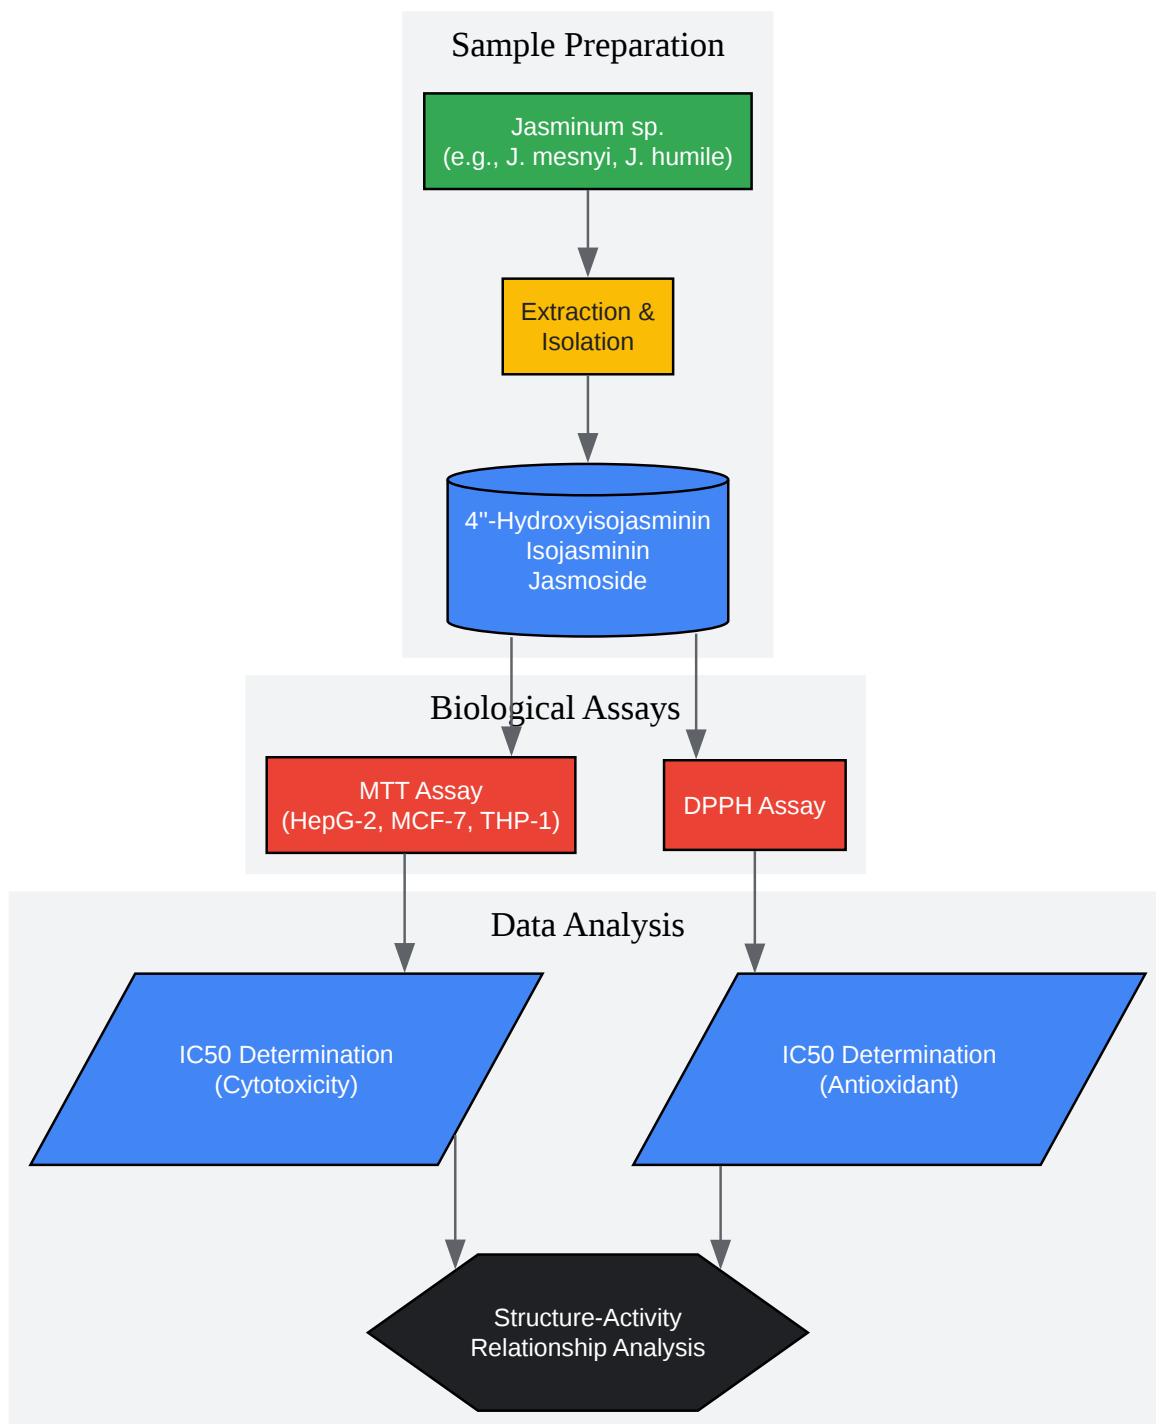 Sample Preparation
Jasminum sp.
(e.g., J. mesnyi, J. humile)
Extraction &
Isolation
4"-Hydroxyisojasminin
Isojasminin
Jasmoside
Biological Assays
MTT Assay
(HepG-2, MCF-7, THP-1)
DPPH Assay
Data Analysis
IC50 Determination
(Cytotoxicity)
IC50 Determination
(Antioxidant)
Structure-Activity
Relationship Analysis